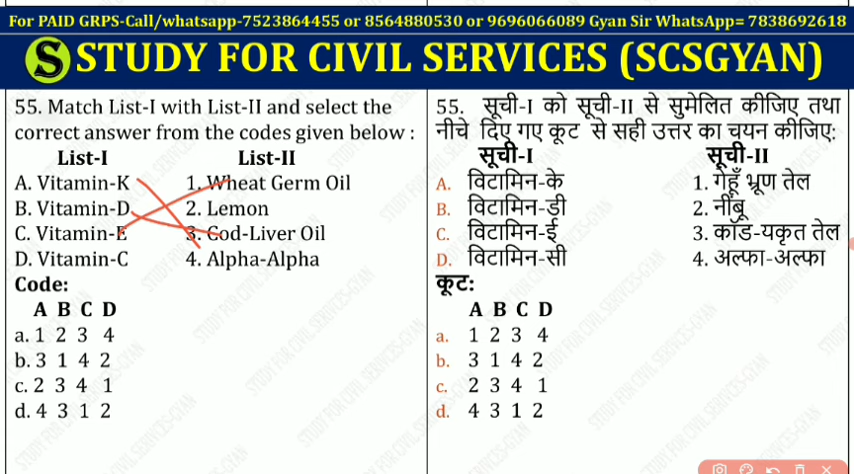 For PAID GRPS-Call/whatsapp-7523864455 or 8564880530 or 9696066089 Gyan Sir WhatsApp= 7838692618
S STUDY FOR CIVIL SERVICES (SCSGYAN)
55. Match List-I with List-II and select the
correct answer from the codes given below :
List-I List-II
A. Vitamin-K 1. Wheat Germ Oil
B. Vitamin-D 2. Lemon
C. Vitamin-E 3. Cod-Liver Oil
D. Vitamin-C 4. Alpha-Alpha
Code:
A B C D
a. 1 2 3 4
b. 3 1 4 2
c. 2 3 4 1
d. 4 3 1 2
55. सूची-I को सूची-II से सुमेलित कीजिए तथा
नीचे दिए गए कूट से सही उत्तर का चयन कीजिए:
सूची-I सूची-II
A. विटामिन-के 1. गेहूँ भ्रूण तेल
B. विटामिन-डी 2. नींबू
C. विटामिन-ई 3. कॉड-यकृत तेल
D. विटामिन-सी 4. अल्फा-अल्फा
कूट:
A B C D
a. 1 2 3 4
b. 3 1 4 2
c. 2 3 4 1
d. 4 3 1 2